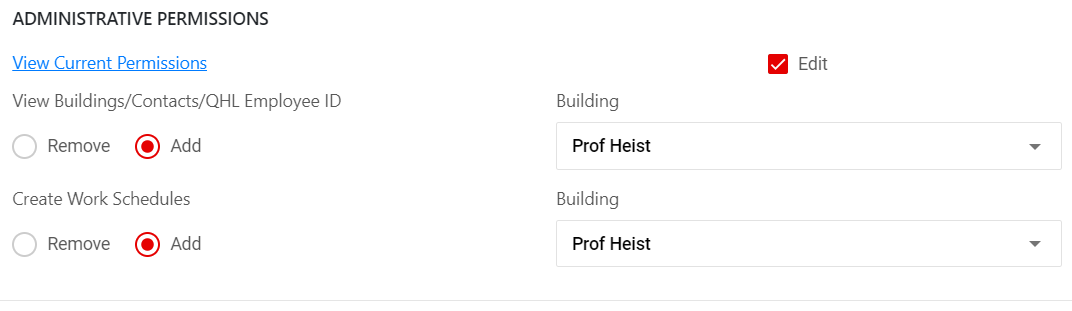 ADMINISTRATIVE PERMISSIONS
View Current Permissions Edit
View Buildings/Contacts/QHL Employee ID Building
Remove Add Prof Heist
Create Work Schedules Building
Remove Add Prof Heist